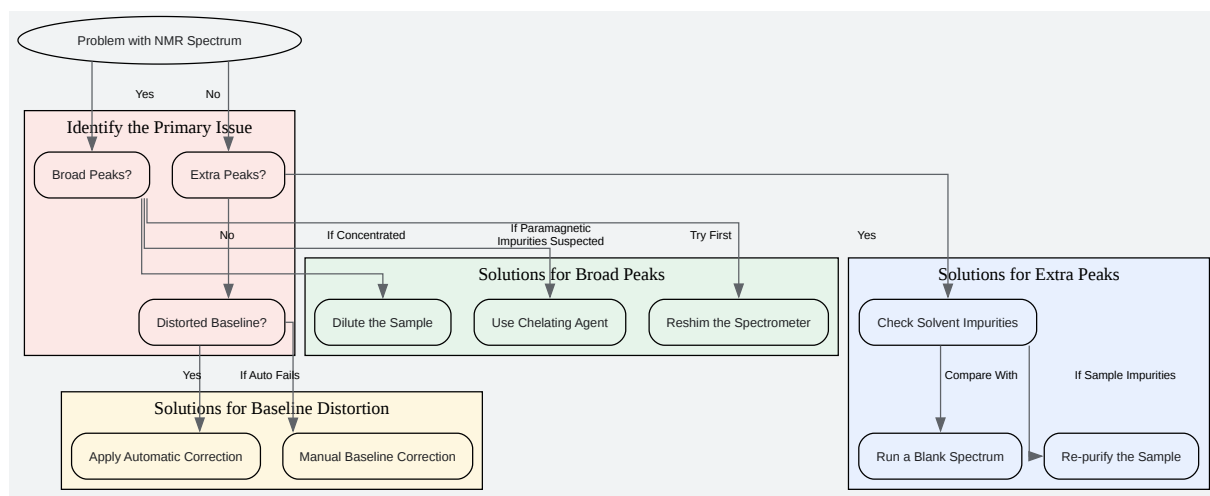 Problem with NMR Spectrum
Yes
No
Identify the Primary Issue
Broad Peaks?
Extra Peaks?
No
If Concentrated
If Paramagnetic
Impurities Suspected
Try First
Yes
Solutions for Broad Peaks
Solutions for Extra Peaks
Distorted Baseline?
Dilute the Sample
Use Chelating Agent
Reshim the Spectrometer
Check Solvent Impurities
Yes
If Auto Fails
Compare With
If Sample Impurities
Solutions for Baseline Distortion
Apply Automatic Correction
Manual Baseline Correction
Run a Blank Spectrum
Re-purify the Sample